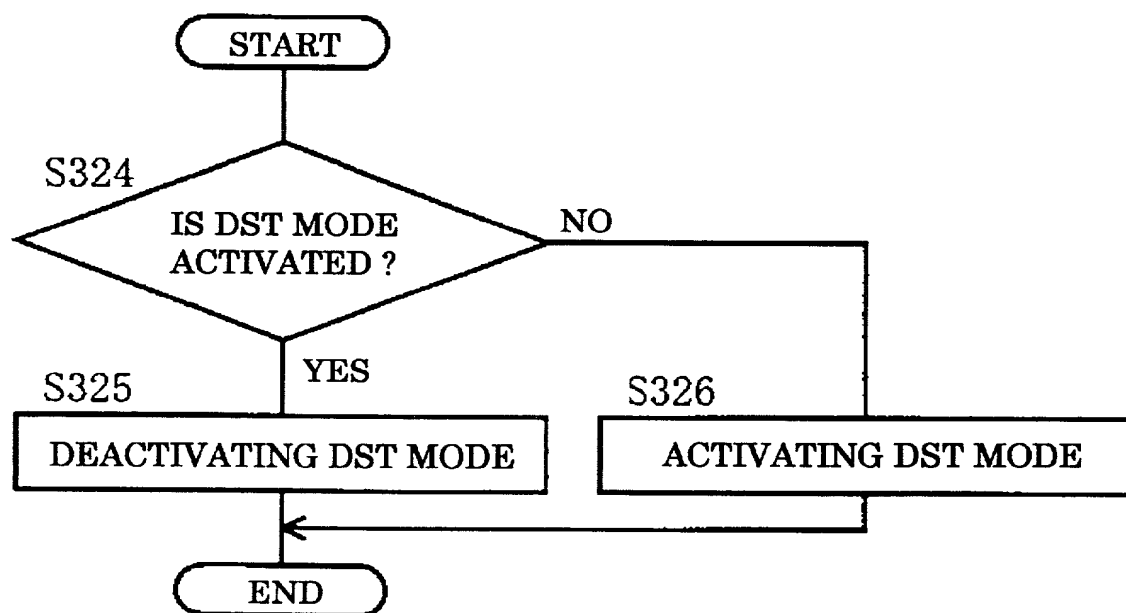 START
S324
IS DST MODE
ACTIVATED ?
NO
YES
S325
DEACTIVATING DST MODE
S326
ACTIVATING DST MODE
END